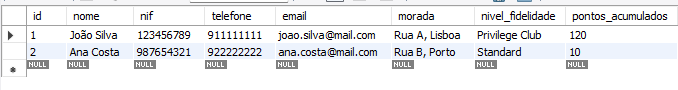 id nome nif telefone email morada nivel_fidelidade pontos_acumulados
1 João Silva 123456789 911111111 joao.silva@mail.com Rua A, Lisboa Privilege Club 120
2 Ana Costa 987654321 922222222 ana.costa@mail.com Rua B, Porto Standard 10
NULL NULL NULL NULL NULL NULL NULL NULL